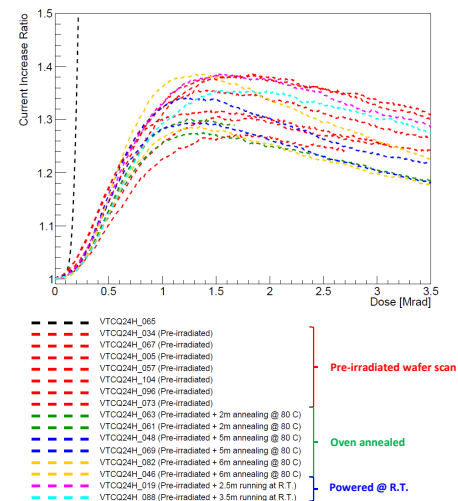 1.5
1.4
1.3
1.2
1.1
1
Current Increase Ratio
0 0.5 1 1.5 2 2.5 3 3.5
Dose [Mrad]
VTCQ24H_065
VTCQ24H_034 (Pre-irradiated)
VTCQ24H_067 (Pre-irradiated)
VTCQ24H_005 (Pre-irradiated)
VTCQ24H_057 (Pre-irradiated)
VTCQ24H_104 (Pre-irradiated)
VTCQ24H_096 (Pre-irradiated)
VTCQ24H_073 (Pre-irradiated)
Pre-irradiated wafer scan
VTCQ24H_063 (Pre-irradiated + 2m annealing @ 80 C)
VTCQ24H_061 (Pre-irradiated + 2m annealing @ 80 C)
VTCQ24H_048 (Pre-irradiated + 5m annealing @ 80 C)
VTCQ24H_069 (Pre-irradiated + 5m annealing @ 80 C)
VTCQ24H_082 (Pre-irradiated + 6m annealing @ 80 C)
VTCQ24H_046 (Pre-irradiated + 6m annealing @ 80 C)
Oven annealed
VTCQ24H_019 (Pre-irradiated + 2.5m running at R.T.)
VTCQ24H_088 (Pre-irradiated + 3.5m running at R.T.)
Powered @ R.T.